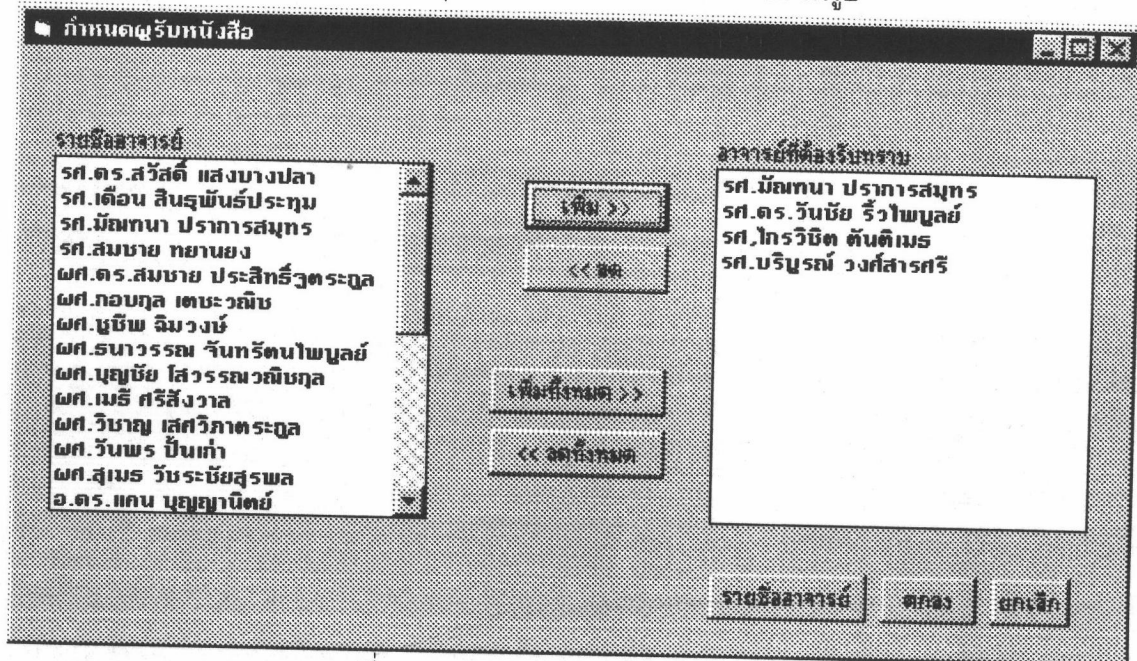 กำหนดผูรับหนังสือ
รายชื่ออาจารย์
รศ.ดร.สวัสดิ์ แสงบางปลา
รศ.เดือน สินธุพันธ์ประทุม
รศ.มัณฑนา ปราการสมุทร
รศ.สมชาย ทยานยง
ผศ.ดร.สมชาย ประสิทธิ์จูตระกูล
ผศ.กอบกุล เตชะวณิช
ผศ.ชูชีพ ฉิมวงษ์
ผศ.ธนาวรรณ จันทรัตนไพบูลย์
ผศ.บุญชัย โสวรรณวณิชกุล
ผศ.เมธี ศรีสังวาล
ผศ.วิชาญ เลิศวิภาตระกูล
ผศ.วันพร ปั้นเก่า
ผศ.สุเมธ วัชระชัยสุรพล
อ.ดร.แคน บุญญานิตย์
เพิ่ม >>
<< ลด
เพิ่มทั้งหมด >>
<< ลดทั้งหมด
อาจารย์ที่ต้องรับทราบ
รศ.มัณฑนา ปราการสมุทร
รศ.ดร.วันชัย ริ้วไพบูลย์
รศ,ไกรวิชิต ตันติเมธ
รศ.บริบูรณ์ วงศ์สารศรี
รายชื่ออาจารย์
ตกลง
ยกเลิก